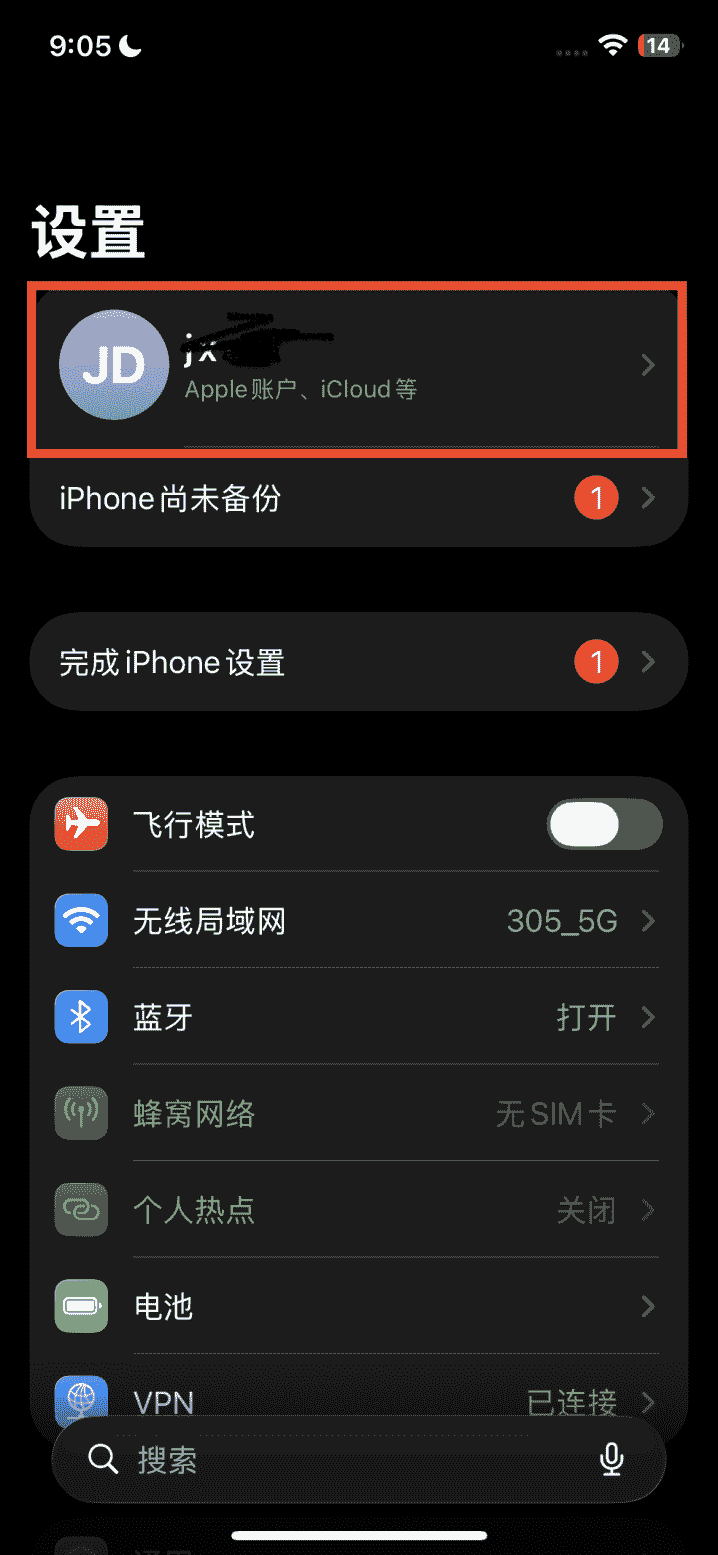 9:05
14
设置
JD
jx
Apple账户、iCloud等
iPhone尚未备份
1
完成iPhone设置
1
飞行模式
无线局域网
305_5G
蓝牙
打开
蜂窝网络
无SIM卡
个人热点
关闭
电池
VPN
已连接
搜索